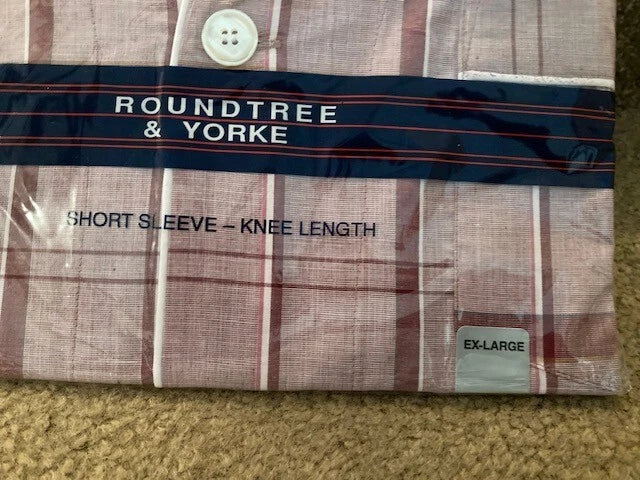 ROUNDTREE
& YORKE
SHORT SLEEVE – KNEE LENGTH
EX-LARGE